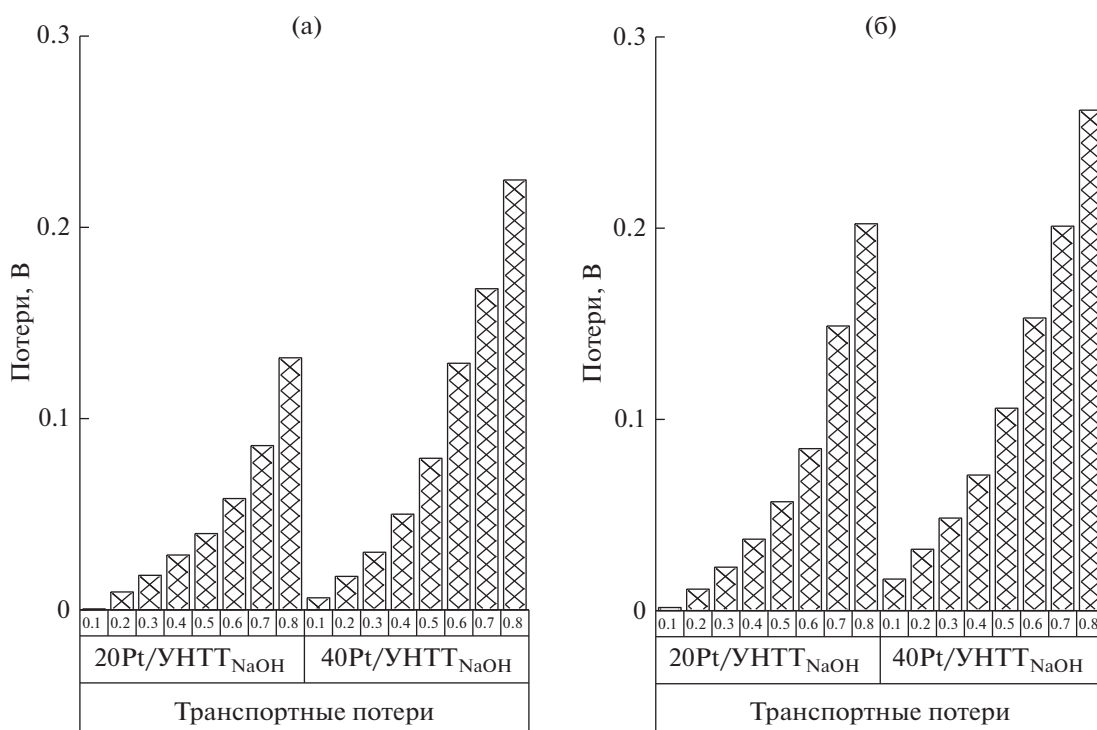 (а)
Потери, В
0.3
0.2
0.1
0
0.1 0.2 0.3 0.4 0.5 0.6 0.7 0.8 0.1 0.2 0.3 0.4 0.5 0.6 0.7 0.8
20Pt/УНТТNaOH 40Pt/УНТТNaOH
Транспортные потери
(б)
Потери, В
0.3
0.2
0.1
0
0.1 0.2 0.3 0.4 0.5 0.6 0.7 0.8 0.1 0.2 0.3 0.4 0.5 0.6 0.7 0.8
20Pt/УНТТNaOH 40Pt/УНТТNaOH
Транспортные потери